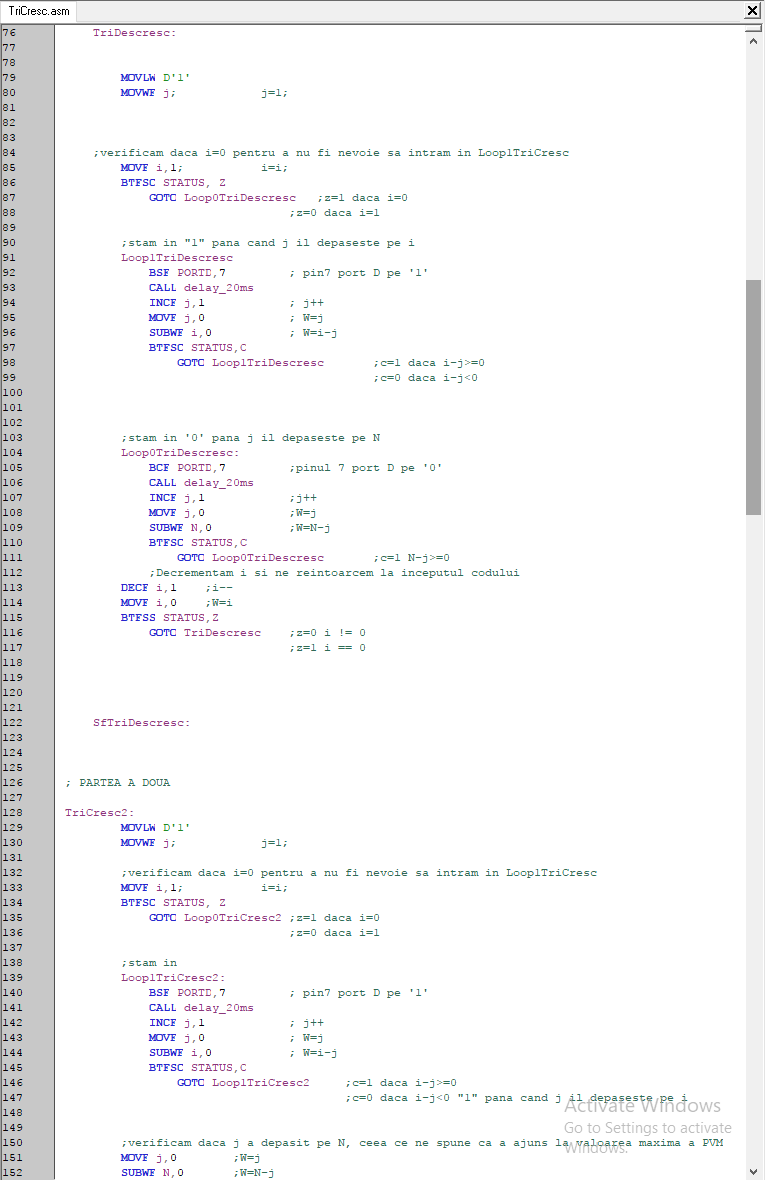 TriCresc.asm
76 TriDescresc:
77
78
79 MOVLW D'1'
80 MOVWF j; j=1;
81
82
83
84 ;verificam daca i=0 pentru a nu fi nevoie sa intram in Loop1TriCresc
85 MOVF i,1; i=i;
86 BTFSC STATUS, Z
87 GOTO Loop0TriDescresc ;z=1 daca i=0
88 ;z=0 daca i=1
89
90 ;stam in "1" pana cand j il depaseste pe i
91 Loop1TriDescresc
92 BSF PORTD,7 ; pin7 port D pe '1'
93 CALL delay_20ms
94 INCF j,1 ; j++
95 MOVF j,0 ; W=j
96 SUBWF i,0 ; W=i-j
97 BTFSC STATUS,C
98 GOTO Loop1TriDescresc ;c=1 daca i-j>=0
99 ;c=0 daca i-j<0
100
101
102
103 ;stam in '0' pana j il depaseste pe N
104 Loop0TriDescresc:
105 BCF PORTD,7 ;pinul 7 port D pe '0'
106 CALL delay_20ms
107 INCF j,1 ;j++
108 MOVF j,0 ;W=j
109 SUBWF N,0 ;W=N-j
110 BTFSC STATUS,C
111 GOTO Loop0TriDescresc ;c=1 N-j>=0
112 ;Decrementam i si ne reintoarcem la inceputul codului
113 DECF i,1 ;i--
114 MOVF i,0 ;W=i
115 BTFSS STATUS,Z
116 GOTO TriDescresc ;z=0 i != 0
117 ;z=1 i == 0
118
119
120
121
122 SfTriDescresc:
123
124
125
126 ; PARTEA A DOUA
127
128 TriCresc2:
129 MOVLW D'1'
130 MOVWF j; j=1;
131
132 ;verificam daca i=0 pentru a nu fi nevoie sa intram in Loop1TriCresc
133 MOVF i,1; i=i;
134 BTFSC STATUS, Z
135 GOTO Loop0TriCresc2 ;z=1 daca i=0
136 ;z=0 daca i=1
137
138 ;stam in
139 Loop1TriCresc2:
140 BSF PORTD,7 ; pin7 port D pe '1'
141 CALL delay_20ms
142 INCF j,1 ; j++
143 MOVF j,0 ; W=j
144 SUBWF i,0 ; W=i-j
145 BTFSC STATUS,C
146 GOTO Loop1TriCresc2 ;c=1 daca i-j>=0
147 ;c=0 daca i-j<0 "1" pana cand j il depaseste pe i
148
149
150 ;verificam daca j a depasit pe N, ceea ce ne spune ca a ajuns la valoarea maxima a PVM
151 MOVF j,0 ;W=j
152 SUBWF N,0 ;W=N-j
Activate Windows
Go to Settings to activate
Windows.